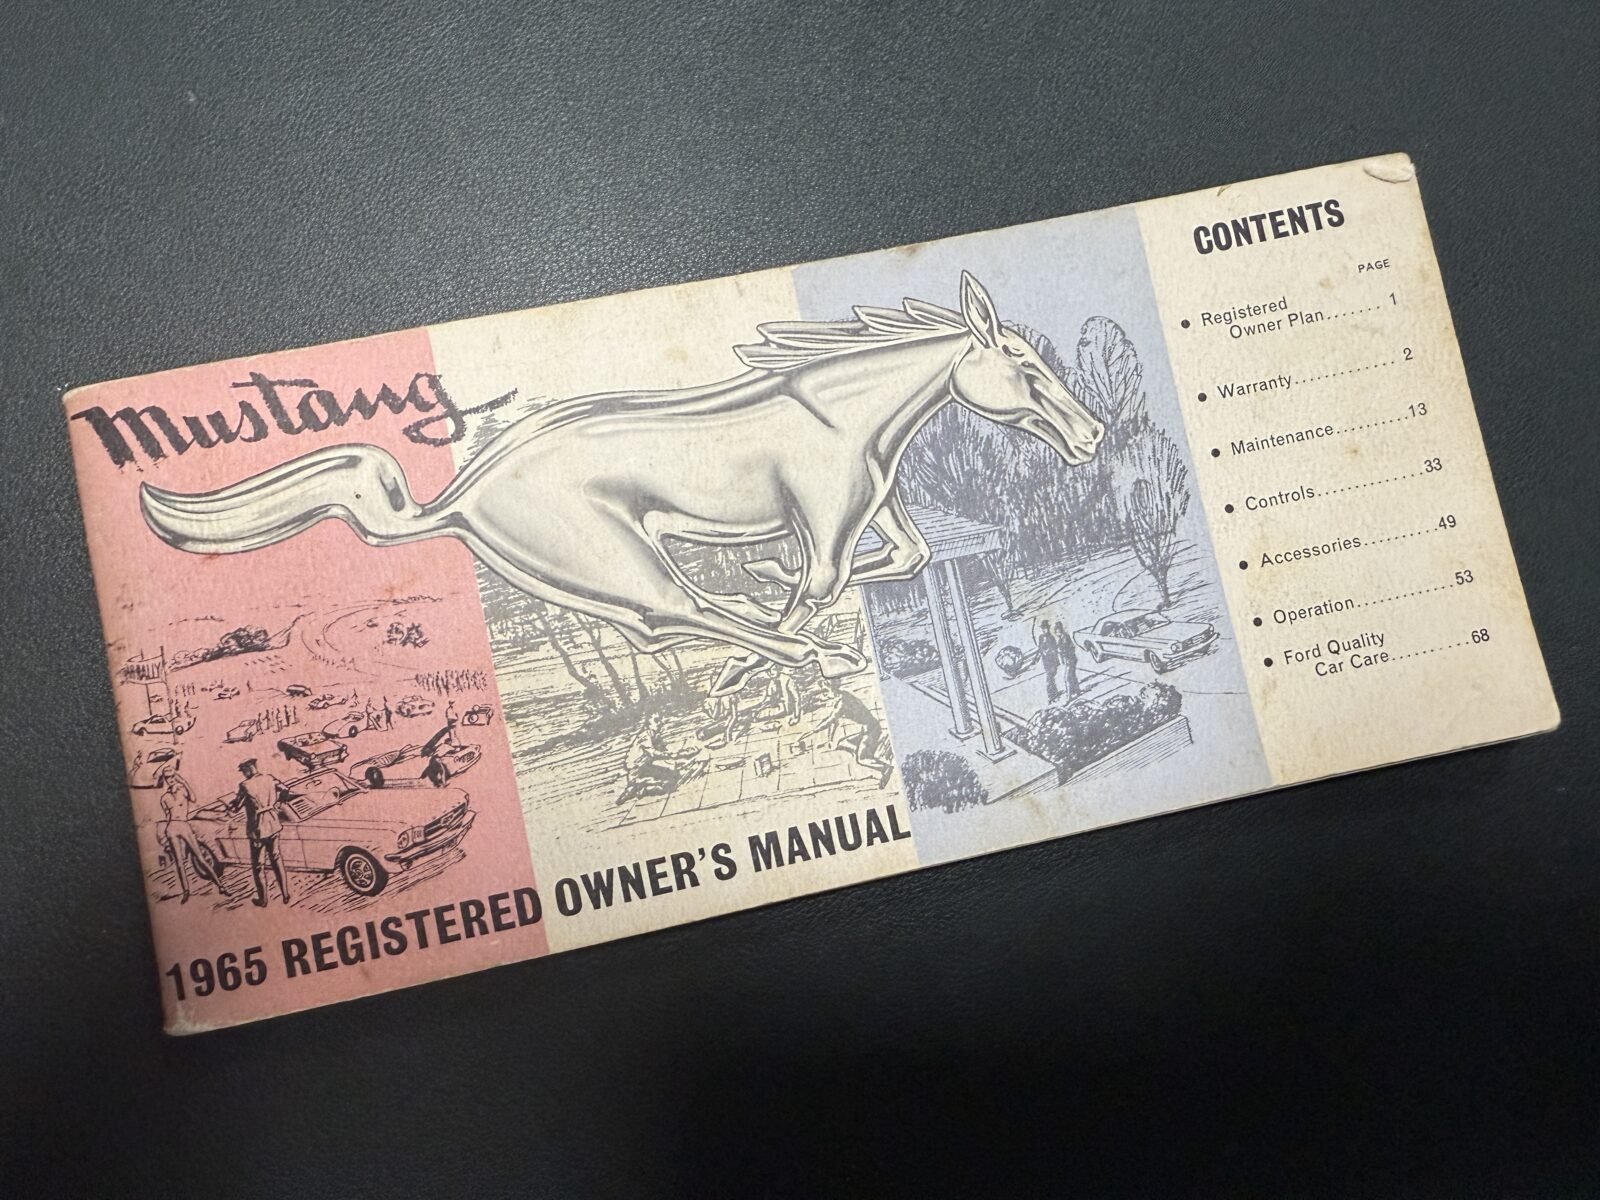 Mustang
1965 REGISTERED OWNER'S MANUAL
CONTENTS
PAGE
• Registered
Owner Plan....... 1
• Warranty............. 2
• Maintenance..........13
• Controls.............33
• Accessories..........49
• Operation............53
• Ford Quality
Car Care..........68